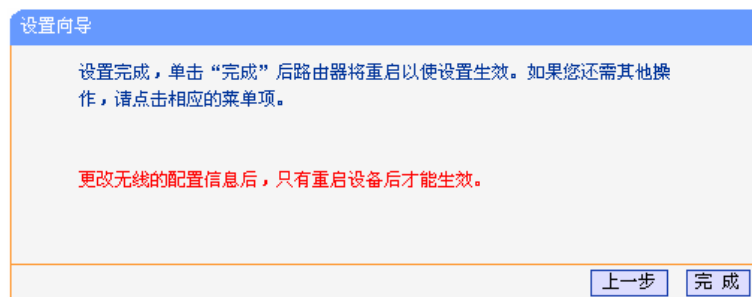 设置向导
设置完成，单击“完成”后路由器将重启以使设置生效。如果您还需其他操
作，请点击相应的菜单项。
更改无线的配置信息后，只有重启设备后才能生效。
上一步 完 成